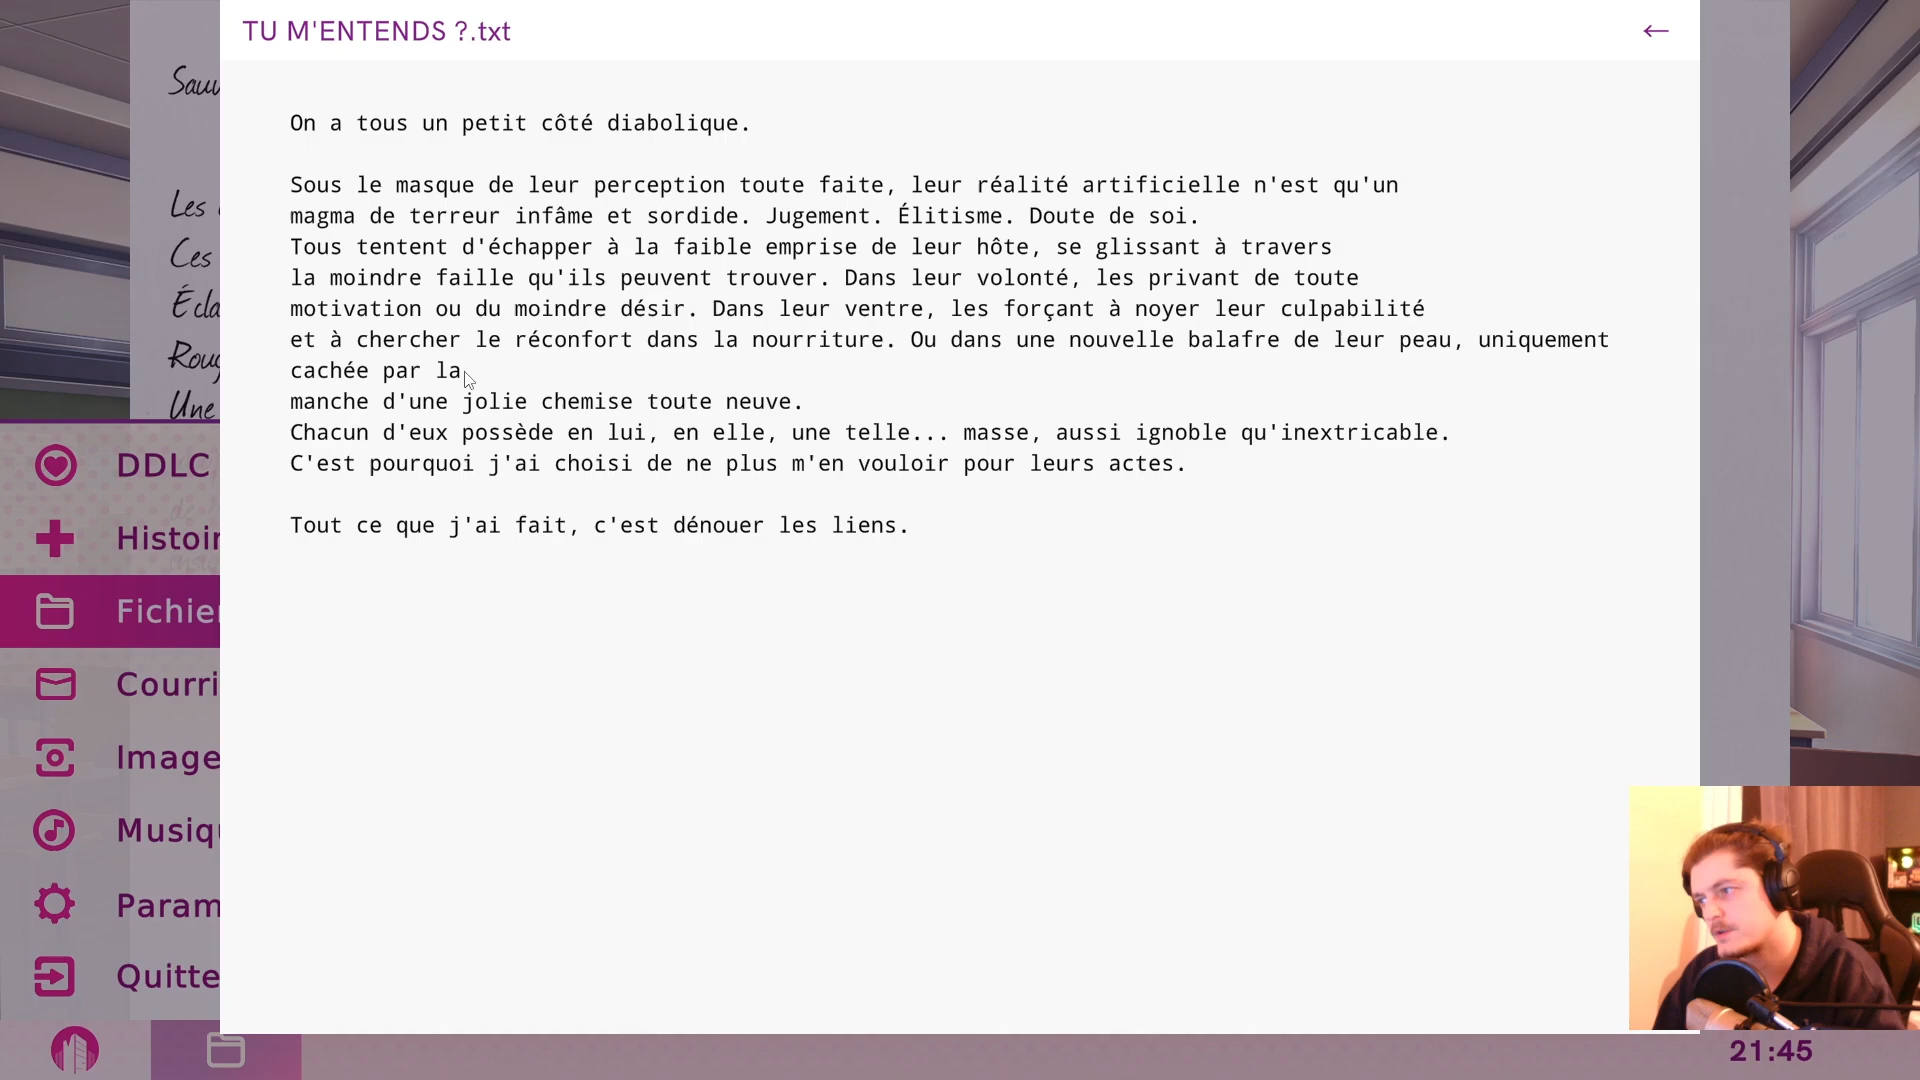 TU M'ENTENDS ?.txt
←
Sauv
Les
Ces
Écla
Roug
Une
On a tous un petit côté diabolique.
Sous le masque de leur perception toute faite, leur réalité artificielle n'est qu'un
magma de terreur infâme et sordide. Jugement. Élitisme. Doute de soi.
Tous tentent d'échapper à la faible emprise de leur hôte, se glissant à travers
la moindre faille qu'ils peuvent trouver. Dans leur volonté, les privant de toute
motivation ou du moindre désir. Dans leur ventre, les forçant à noyer leur culpabilité
et à chercher le réconfort dans la nourriture. Ou dans une nouvelle balafre de leur peau, uniquement
cachée par la
manche d'une jolie chemise toute neuve.
Chacun d'eux possède en lui, en elle, une telle... masse, aussi ignoble qu'inextricable.
C'est pourquoi j'ai choisi de ne plus m'en vouloir pour leurs actes.
Tout ce que j'ai fait, c'est dénouer les liens.
DDLC
Histoir
Fichie
Courri
Image
Musiq
Param
Quitte
21:45